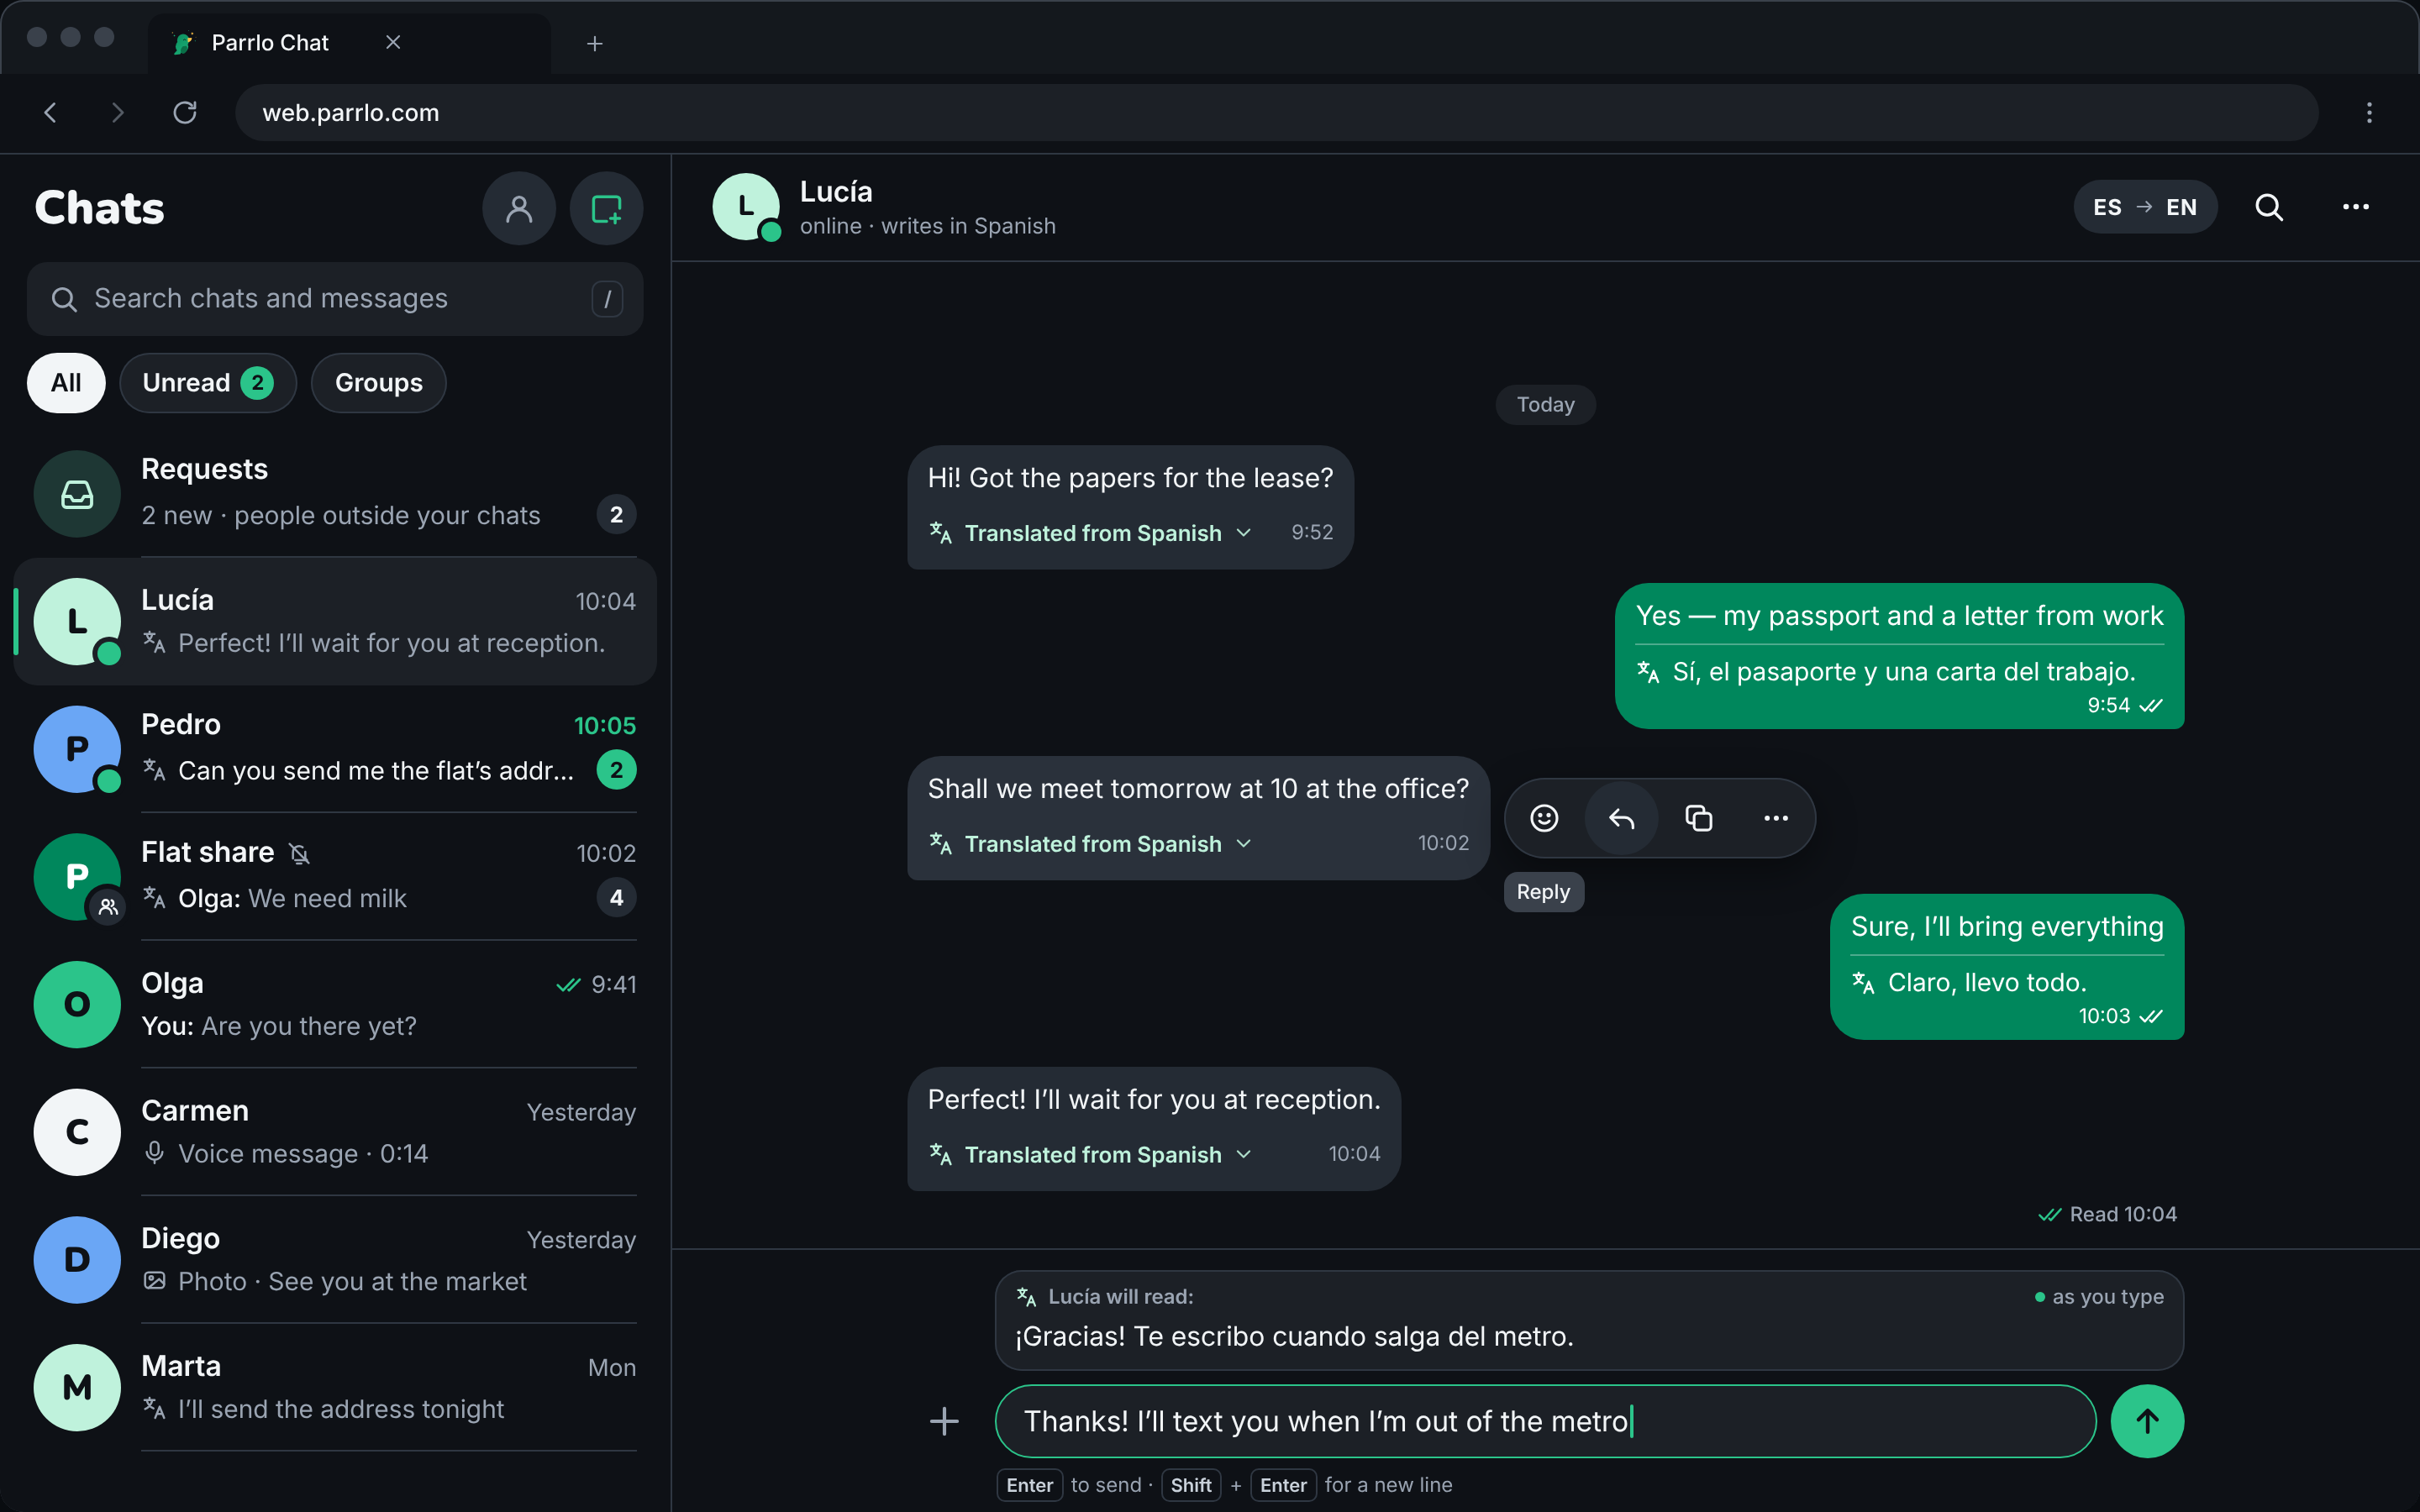 Parrlo Chat
web.parrlo.com
Chats
Search chats and messages /
All
Unread 2
Groups
Requests
2 new · people outside your chats 2
L
Lucía 10:04
Perfect! I’ll wait for you at reception.
P
Pedro 10:05
Can you send me the flat’s addr… 2
P
Flat share 10:02
Olga: We need milk 4
O
Olga 9:41
You: Are you there yet?
C
Carmen Yesterday
Voice message · 0:14
D
Diego Yesterday
Photo · See you at the market
M
Marta Mon
I’ll send the address tonight
L
Lucía
online · writes in Spanish
ES → EN
Today
Hi! Got the papers for the lease?
Translated from Spanish 9:52
Yes — my passport and a letter from work
Sí, el pasaporte y una carta del trabajo.
9:54
Shall we meet tomorrow at 10 at the office?
Translated from Spanish 10:02
Reply
Sure, I’ll bring everything
Claro, llevo todo.
10:03
Perfect! I’ll wait for you at reception.
Translated from Spanish 10:04
Read 10:04
Lucía will read: as you type
¡Gracias! Te escribo cuando salga del metro.
Thanks! I’ll text you when I’m out of the metro
Enter to send · Shift + Enter for a new line